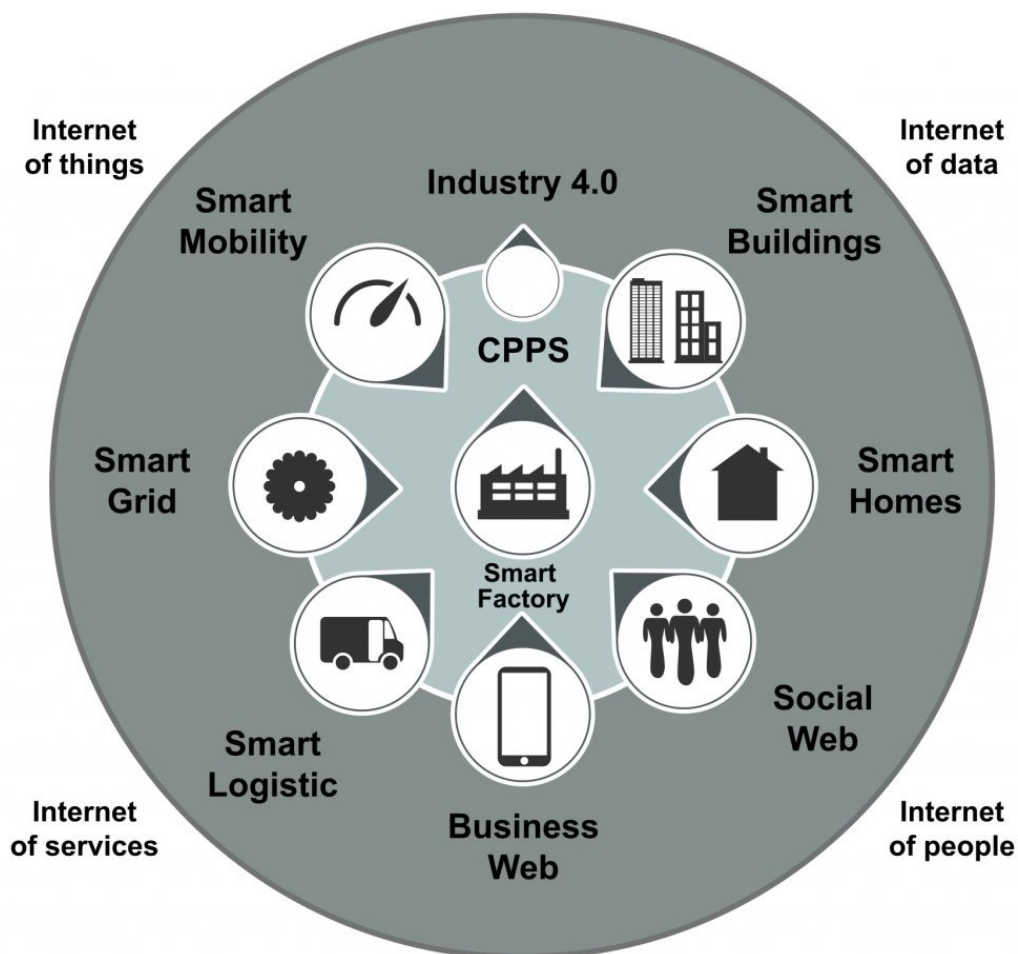 Internet
of things
Internet
of data
Industry 4.0
Smart
Mobility
Smart
Buildings
CPPS
Smart
Grid
Smart
Homes
Smart
Factory
Social
Web
Smart
Logistic
Internet
of services
Internet
of people
Business
Web